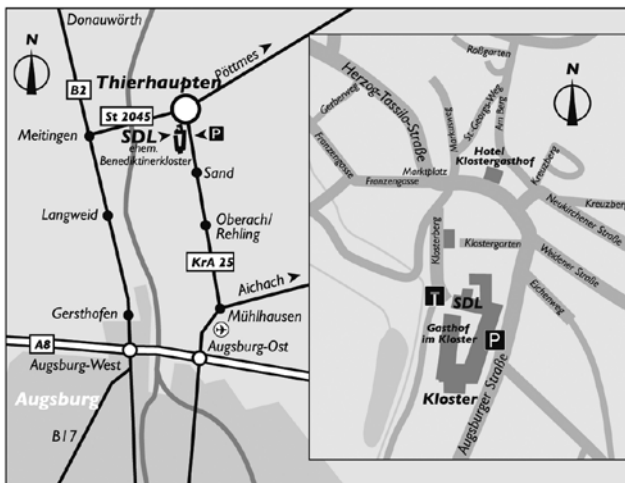 Donauwörth
N
B2
Thierhaupten
Pöttmes
St 2045
Meitingen
SDL
P
ehem.
Benediktinerkloster
Sand
Langweid
Oberach/
Rehling
KrA 25
Aichach
Gersthofen
Mühlhausen
A8
Augsburg-West
Augsburg-Ost
Augsburg
B17
Roßgarten
N
Herzog-Tassilo-Straße
Gerberweg
Marktstr.
St.-Georgs-Weg
Am Berg
Hotel
Klostergasthof
Franzengasse
Marktplatz
Franzengasse
Kreuzberg
Kreuzberg
Neukirchener Straße
Klosterberg
Klostergarten
Weidener Straße
Eschenweg
T
SDL
Gasthof
im Kloster
P
Kloster
Augsburger Straße